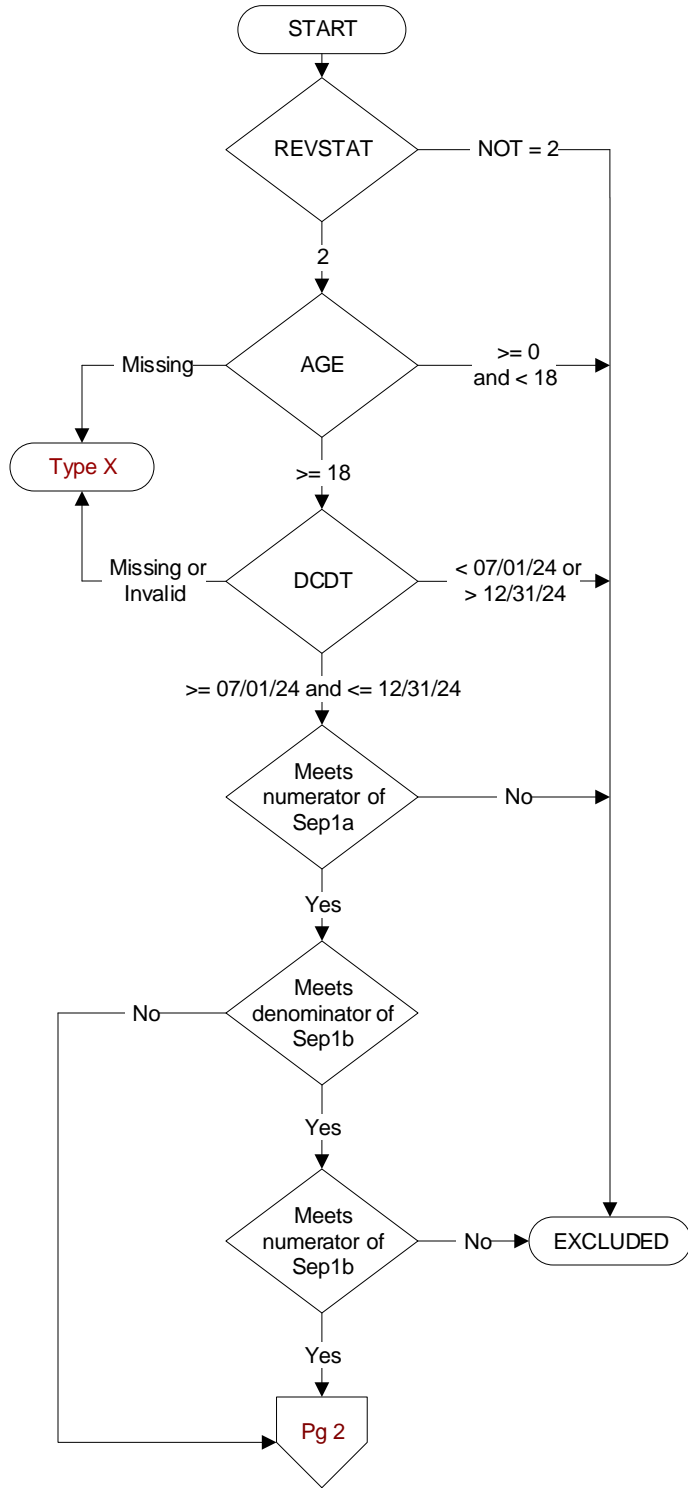 START
REVSTAT
NOT = 2
2
AGE
Missing
>= 0
and < 18
Type X
>= 18
DCDT
Missing or
Invalid
< 07/01/24 or
> 12/31/24
>= 07/01/24 and <= 12/31/24
Meets
numerator of
Sep1a
No
Yes
Meets
denominator of
Sep1b
No
Yes
Meets
numerator of
Sep1b
No
EXCLUDED
Yes
Pg 2